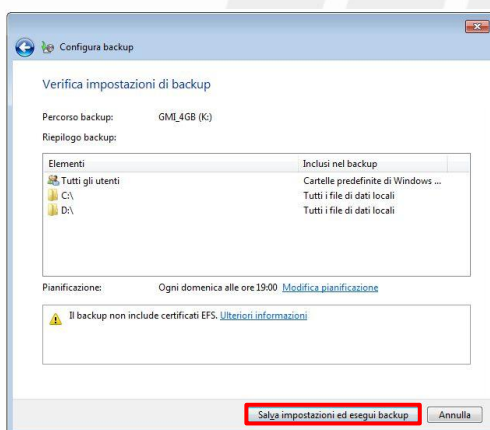 Configura backup
Verifica impostazioni di backup
Percorso backup: GMI_4GB (K:)
Riepilogo backup:
Elementi Inclusi nel backup
Tutti gli utenti Cartelle predefinite di Windows ...
C:\ Tutti i file di dati locali
D:\ Tutti i file di dati locali
Pianificazione: Ogni domenica alle ore 19:00 Modifica pianificazione
Il backup non include certificati EFS. Ulteriori informazioni
Salva impostazioni ed esegui backup Annulla